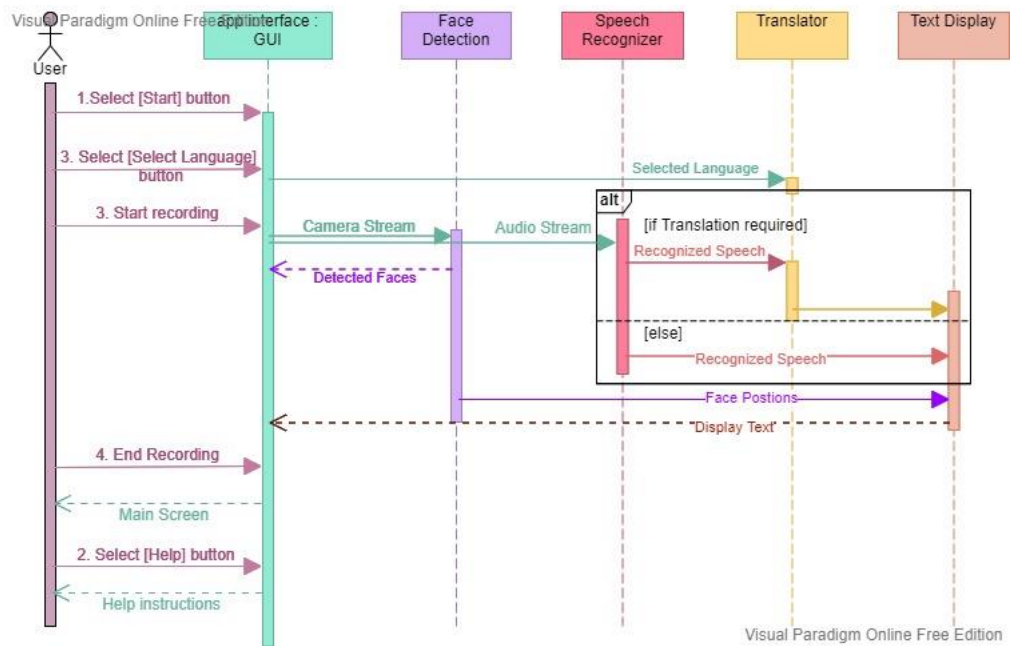 Visual Paradigm Online Free Edition
app interface :
GUI
Face
Detection
Speech
Recognizer
Translator
Text Display
User
1.Select [Start] button
3. Select [Select Language]
button
Selected Language
alt
3. Start recording
[if Translation required]
Camera Stream
Audio Stream
Recognized Speech
Detected Faces
[else]
Recognized Speech
Face Postions
Display Text
4. End Recording
Main Screen
2. Select [Help] button
Help instructions
Visual Paradigm Online Free Edition